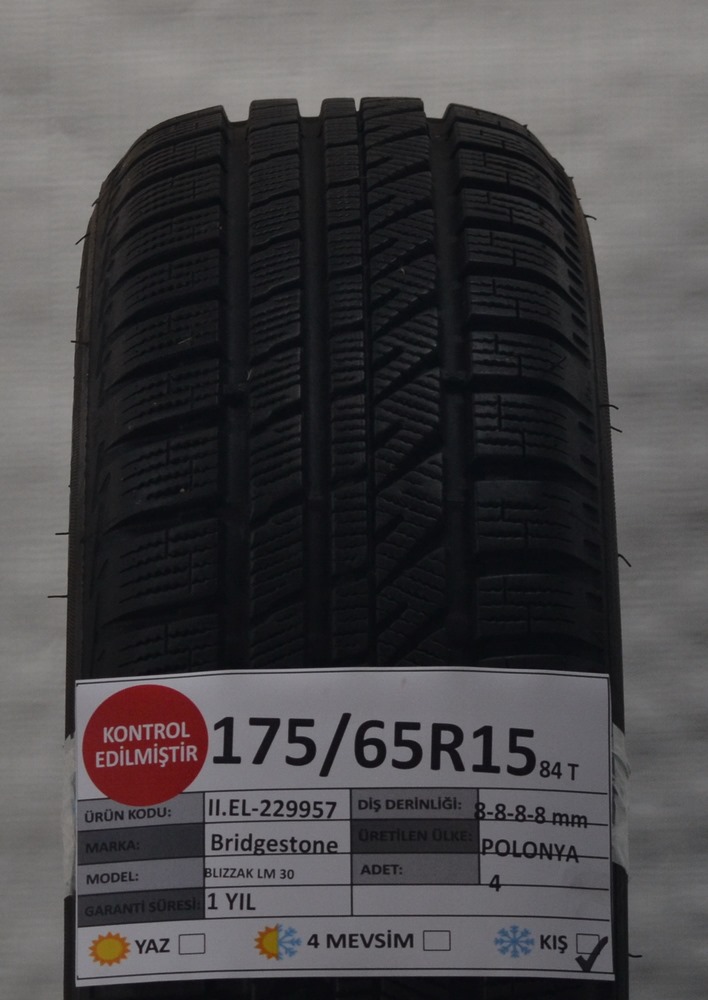 KONTROL
EDİLMİŞTİR
175/65R15 84 T
ÜRÜN KODU: II.EL-229957 DİŞ DERİNLİĞİ: 8-8-8-8 mm
MARKA: Bridgestone ÜRETİLEN ÜLKE: POLONYA
MODEL: BLIZZAK LM 30 ADET: 4
GARANTİ SÜRESİ: 1 YIL
YAZ 4 MEVSİM KIŞ